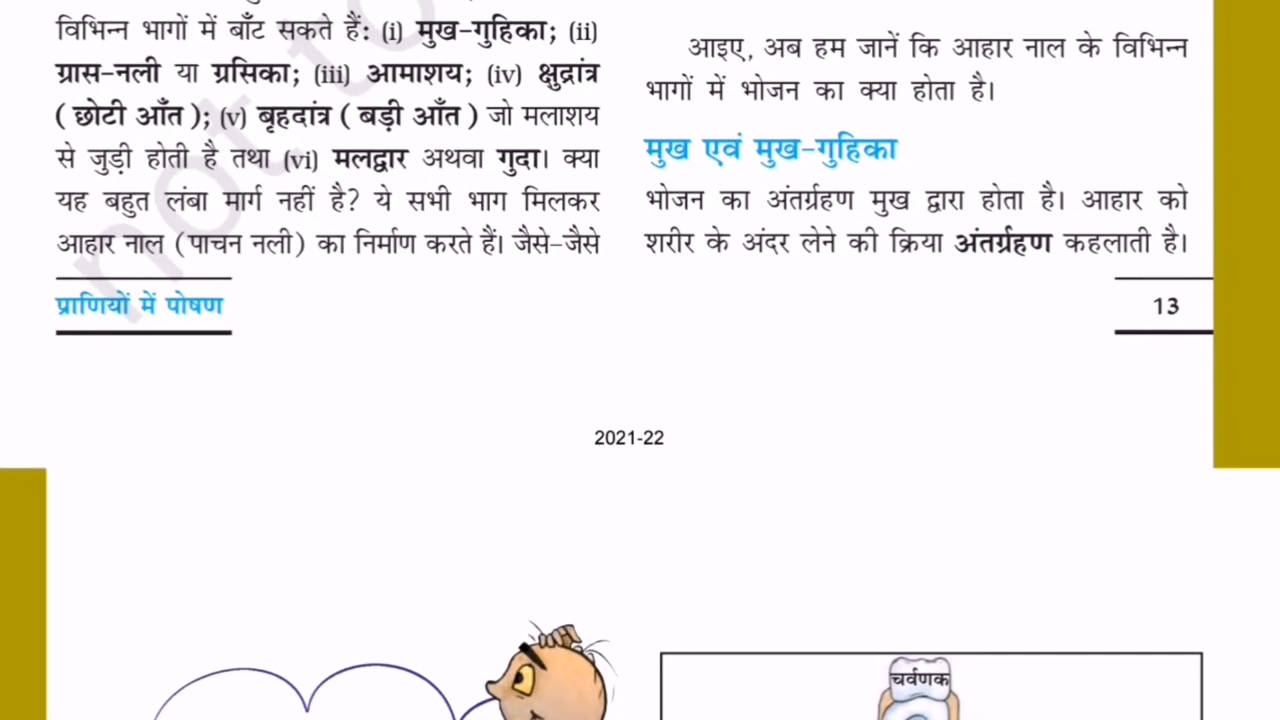 विभिन्न भागों में बाँट सकते हैं: (i) मुख-गुहिका; (ii)
ग्रास-नली या ग्रसिका; (iii) आमाशय; (iv) क्षुद्रांत्र
( छोटी आँत ); (v) बृहदांत्र ( बड़ी आँत ) जो मलाशय
से जुड़ी होती है तथा (vi) मलद्वार अथवा गुदा। क्या
यह बहुत लंबा मार्ग नहीं है? ये सभी भाग मिलकर
आहार नाल (पाचन नली) का निर्माण करते हैं। जैसे-जैसे
आइए, अब हम जानें कि आहार नाल के विभिन्न
भागों में भोजन का क्या होता है।
मुख एवं मुख-गुहिका
भोजन का अंतर्ग्रहण मुख द्वारा होता है। आहार को
शरीर के अंदर लेने की क्रिया अंतर्ग्रहण कहलाती है।
प्राणियों में पोषण
13
2021-22
चर्वणक
not to